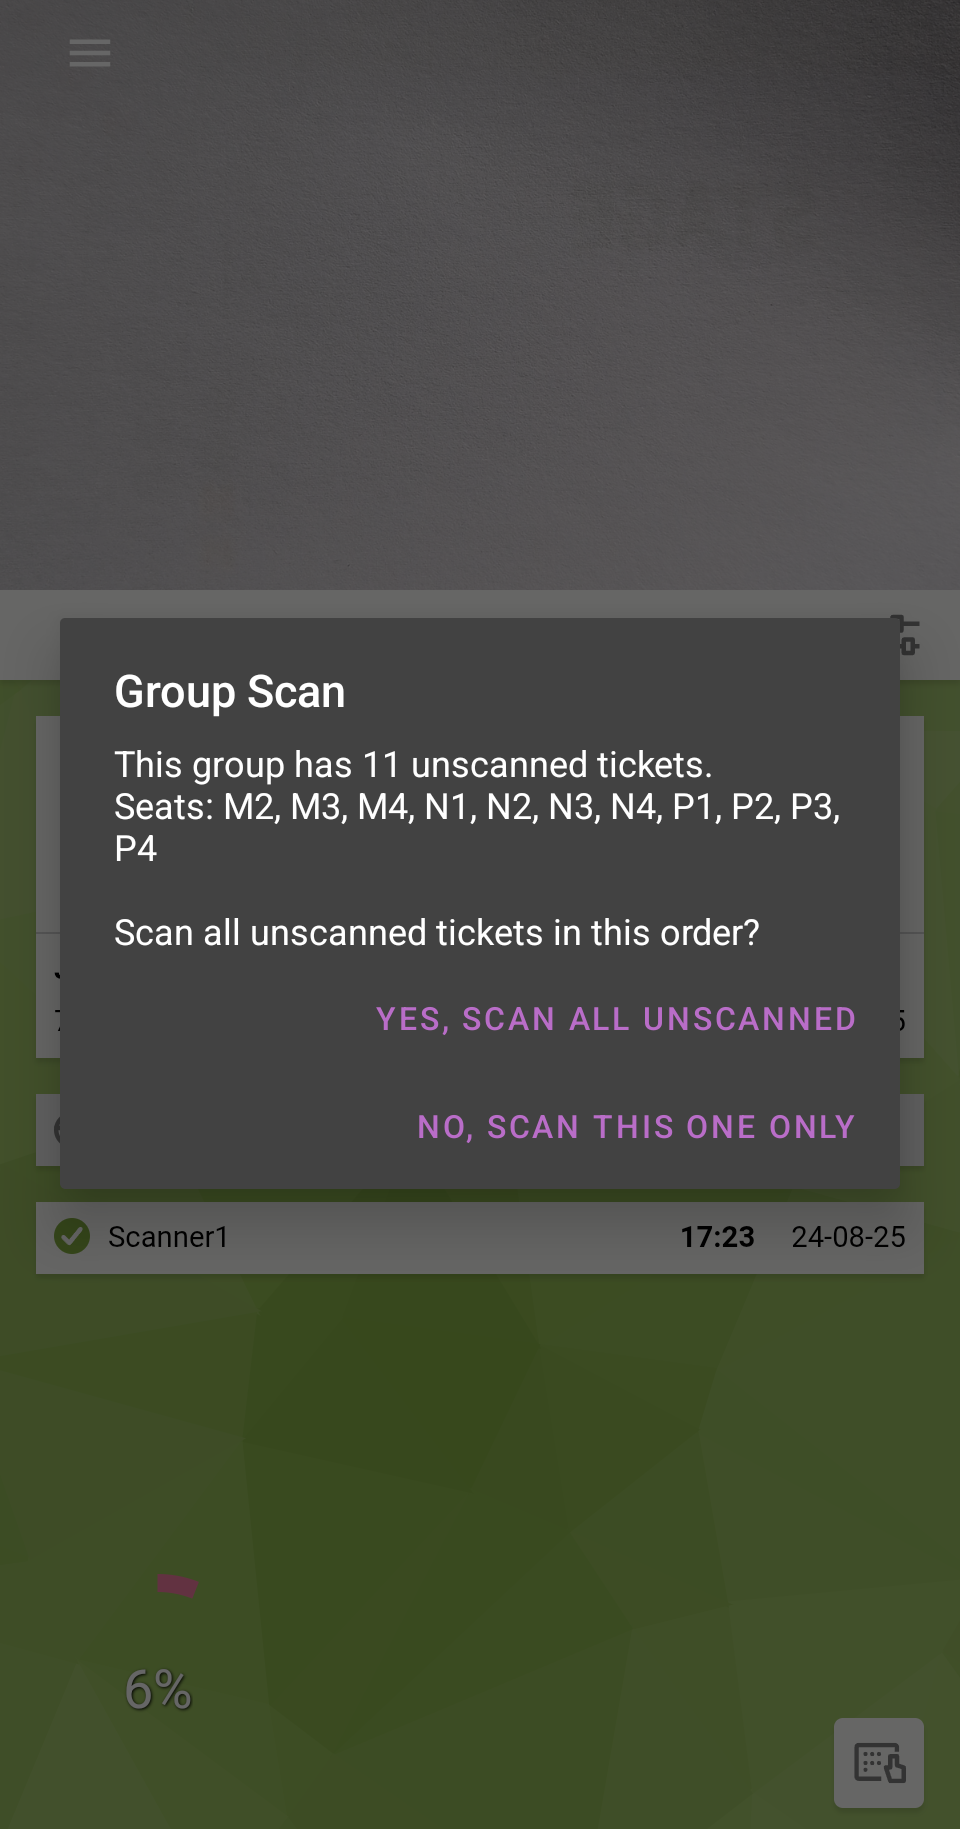 Group Scan
This group has 11 unscanned tickets.
Seats: M2, M3, M4, N1, N2, N3, N4, P1, P2, P3,
P4
Scan all unscanned tickets in this order?
YES, SCAN ALL UNSCANNED
NO, SCAN THIS ONE ONLY
Scanner1 17:23 24-08-25
6%